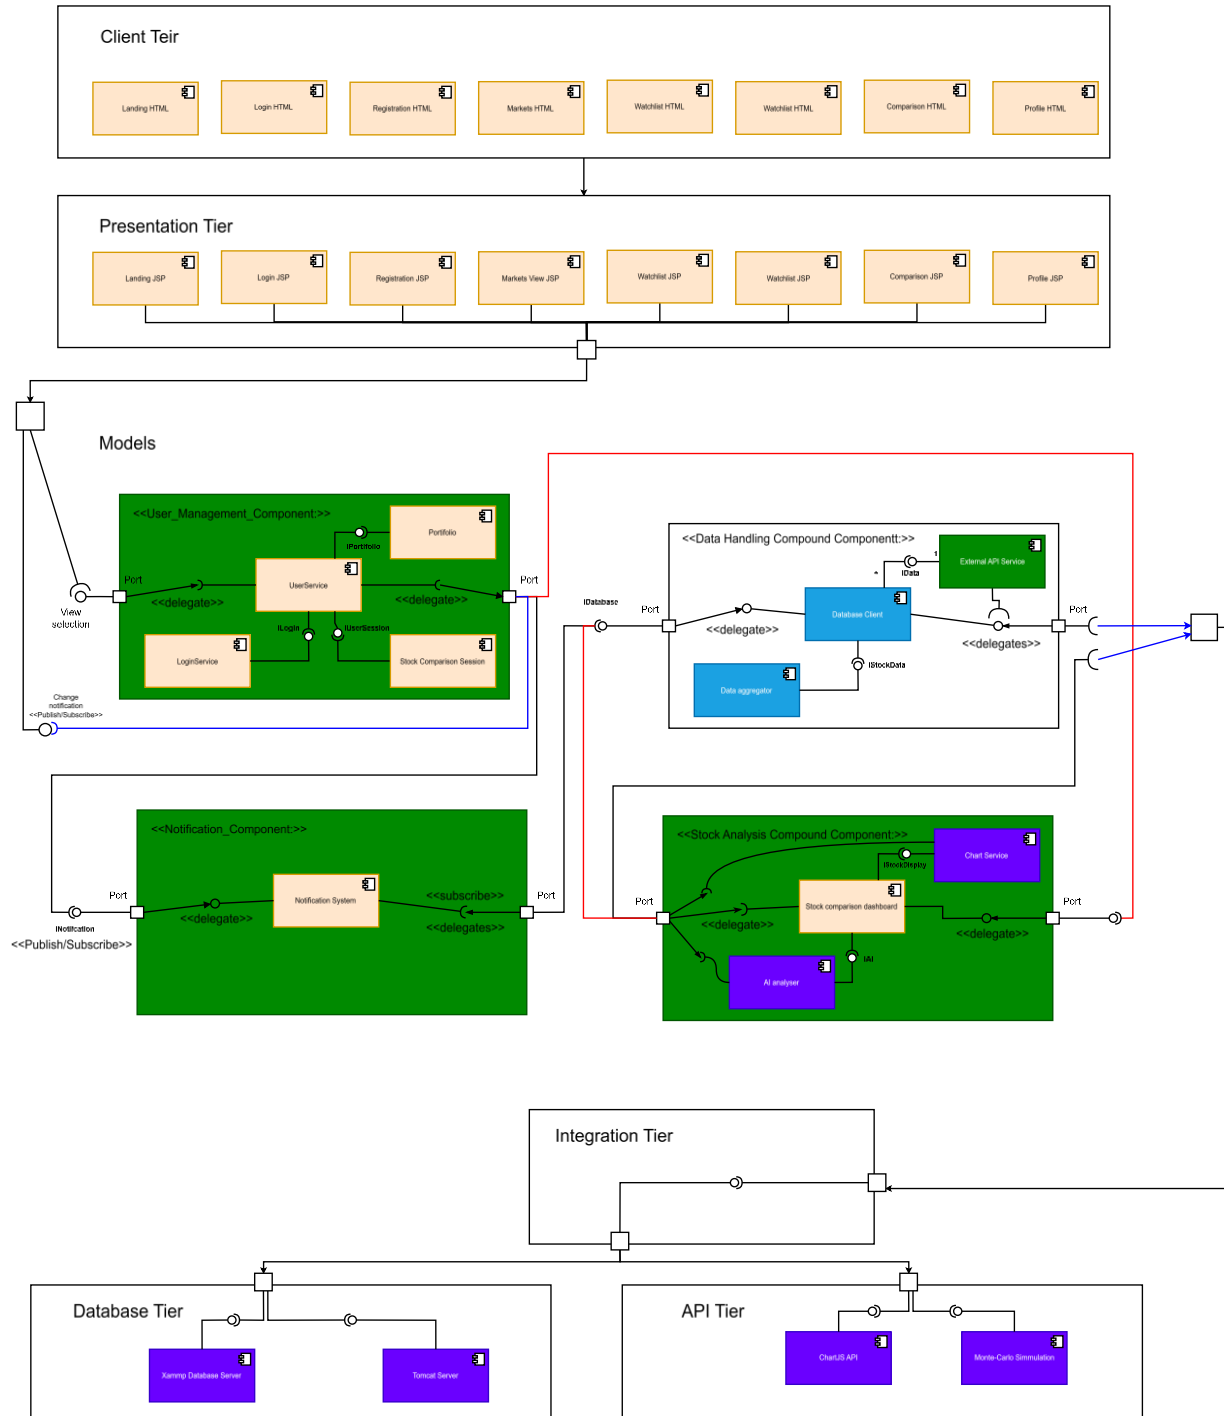 Client Teir
Landing HTML
Login HTML
Registration HTML
Markets HTML
Watchlist HTML
Watchlist HTML
Comparison HTML
Profile HTML
Presentation Tier
Landing JSP
Login JSP
Registration JSP
Markets View JSP
Watchlist JSP
Watchlist JSP
Comparison JSP
Profile JSP
Models
<<User_Management_Component:>>
Portifolio
IPortifolio
UserService
Port
<<delegate>>
<<delegate>>
Port
View
selection
ILogin
IUserSession
LoginService
Stock Comparison Session
Change
notification
<<Publish/Subscribe>>
<<Data Handling Compound Componentt:>>
External API Service
1
*
IData
IDatabase
Port
Database Client
Port
<<delegate>>
<<delegates>>
IStockData
Data aggregator
<<Notification_Component:>>
Port
Notification System
<<subscribe>>
Port
<<delegate>>
<<delegates>>
INotifcation
<<Publish/Subscribe>>
<<Stock Analysis Compound Component:>>
Chart Service
IStockDisplay
Port
Stock comparison dashboard
Port
<<delegate>>
<<delegate>>
IAI
AI analyser
Integration Tier
Database Tier
Xammp Database Server
Tomcat Server
API Tier
ChartJS API
Monte-Carlo Simmulation